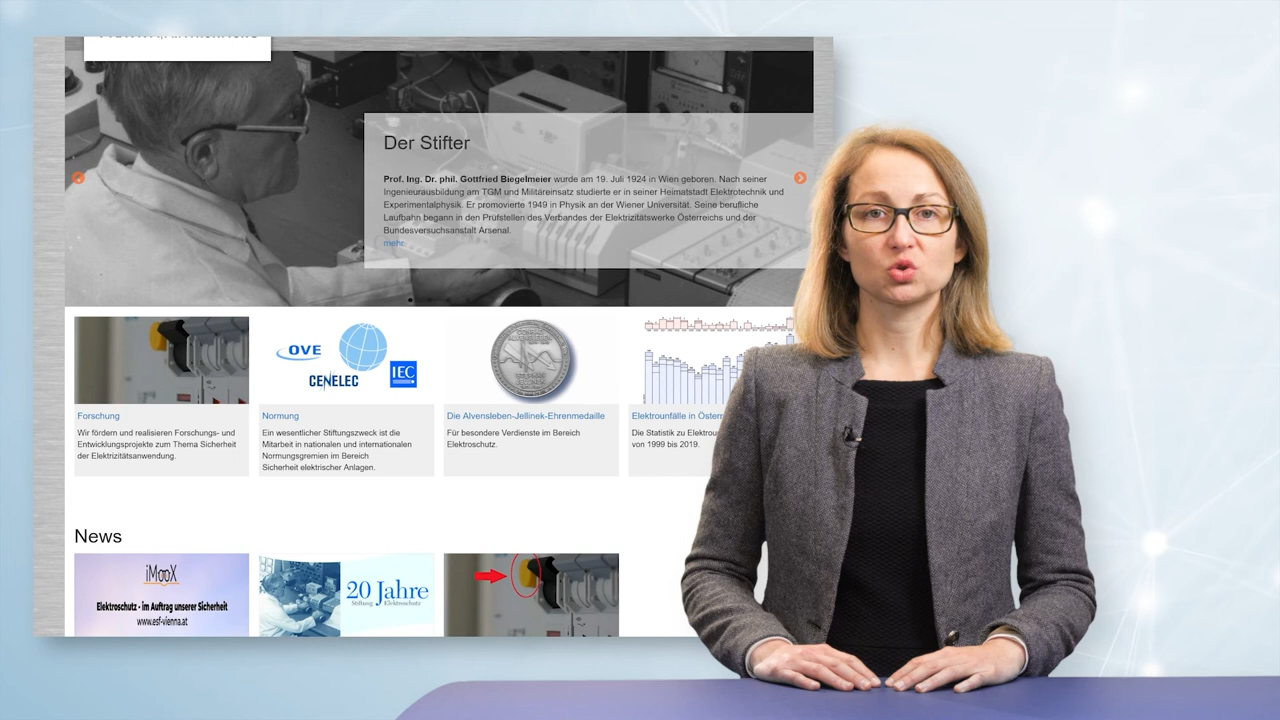 Der Stifter
Prof. Ing. Dr. phil. Gottfried Biegelmeier wurde am 19. Juli 1924 in Wien geboren. Nach seiner
Ingenieurausbildung am TGM und Militäreinsatz studierte er in seiner Heimatstadt Elektrotechnik und
Experimentalphysik. Er promovierte 1949 in Physik an der Wiener Universität. Seine berufliche
Laufbahn begann in den Prüfstellen des Verbandes der Elektrizitätswerke Österreichs und der
Bundesversuchsanstalt Arsenal.
mehr
OVE
CENELEC
IEC
Forschung
Wir fördern und realisieren Forschungs- und
Entwicklungsprojekte zum Thema Sicherheit
der Elektrizitätsanwendung.
Normung
Ein wesentlicher Stiftungszweck ist die
Mitarbeit in nationalen und internationalen
Normungsgremien im Bereich
Sicherheit elektrischer Anlagen.
Die Alvensleben-Jellinek-Ehrenmedaille
Für besondere Verdienste im Bereich
Elektroschutz.
Elektrounfälle in Österr
Die Statistik zu Elektrou
von 1999 bis 2019.
News
iMooX
Elektroschutz - im Auftrag unserer Sicherheit
www.esf-vienna.at
20 Jahre
Stiftung Elektroschutz